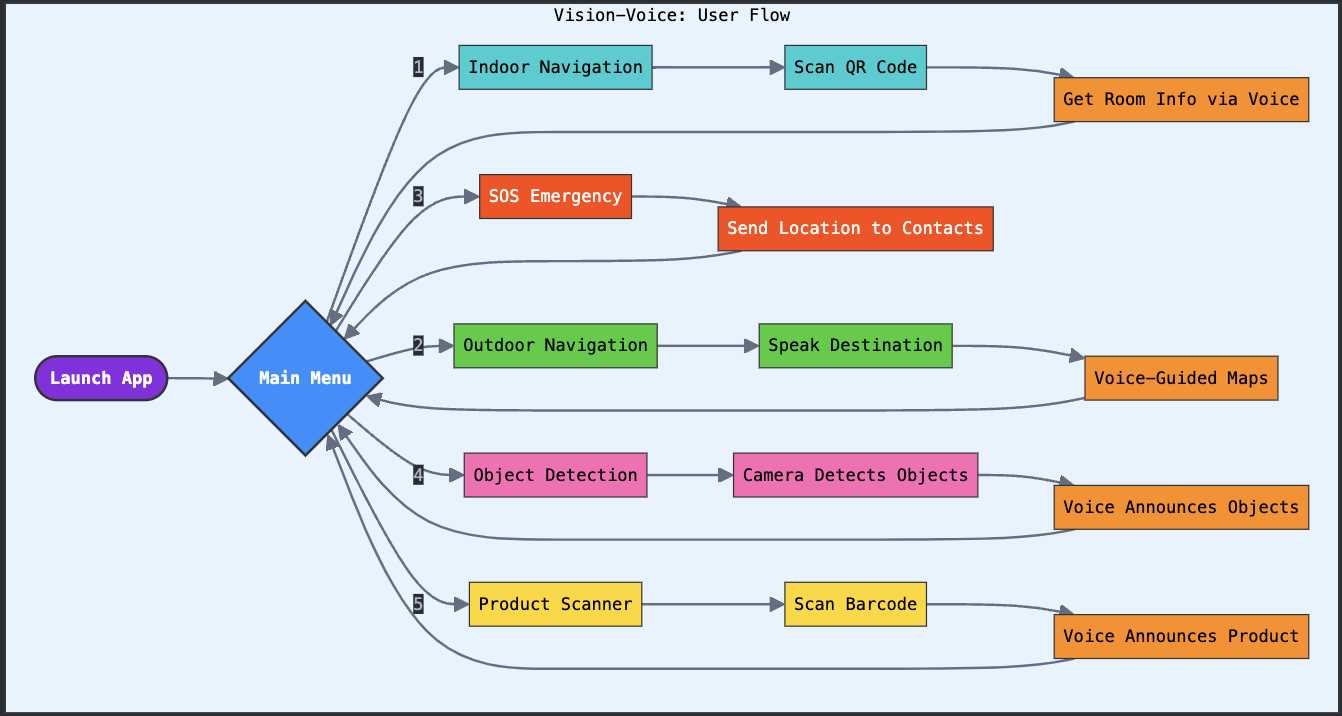 Vision-Voice: User Flow
1
Indoor Navigation
Scan QR Code
Get Room Info via Voice
3
SOS Emergency
Send Location to Contacts
Launch App
Main Menu
2
Outdoor Navigation
Speak Destination
Voice-Guided Maps
4
Object Detection
Camera Detects Objects
Voice Announces Objects
5
Product Scanner
Scan Barcode
Voice Announces Product